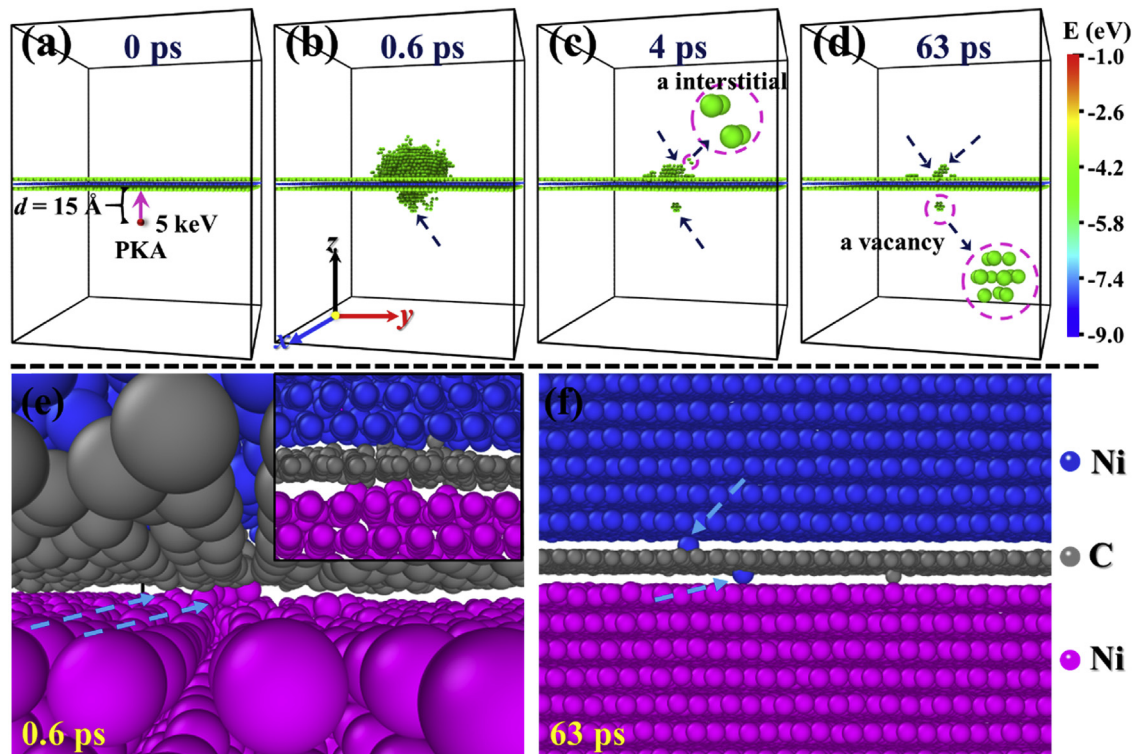 (a)
0 ps
(b)
0.6 ps
(c)
4 ps
(d)
63 ps
E (eV)
a interstitial
-1.0
-2.6
-4.2
-5.8
-7.4
-9.0
d = 15 Å
5 keV
PKA
a vacancy
z
y
x
(e)
0.6 ps
(f)
63 ps
Ni
C
Ni